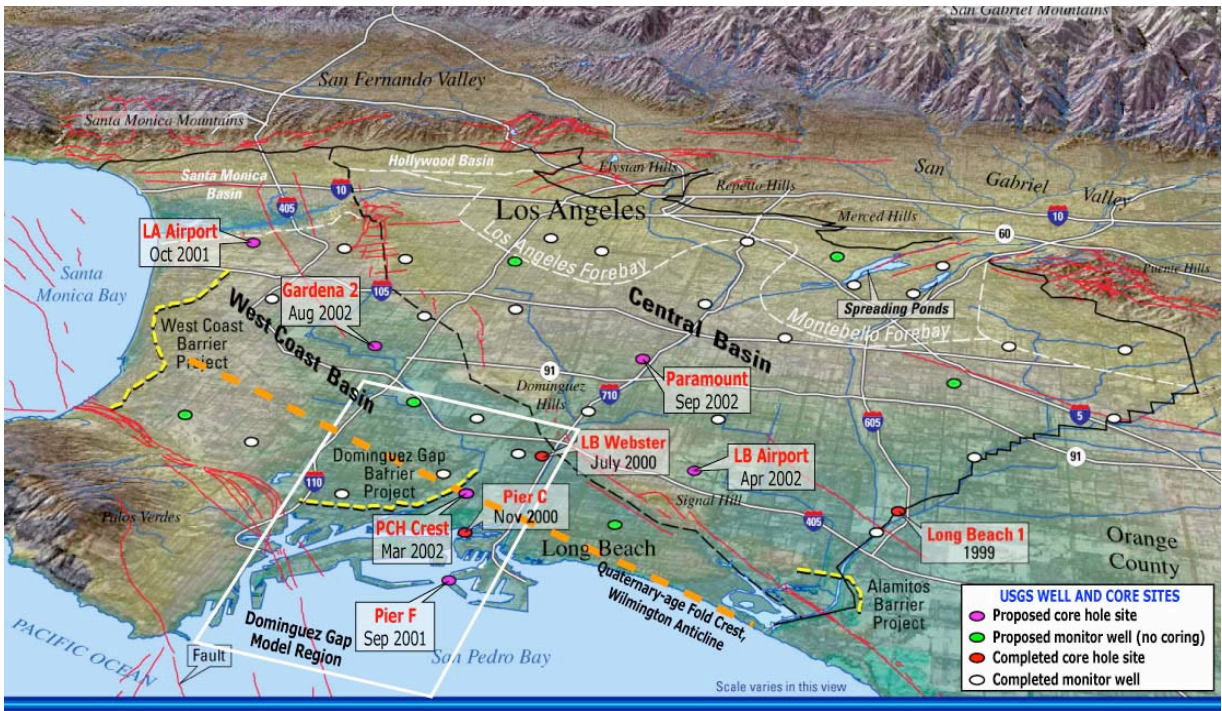 San Gabriel Mountains
San Fernando Valley
Santa Monica Mountains
Hollywood Basin
Elysian Hills
San
Gabriel
Valley
Santa Monica
Basin
10
Repetto Hills
405
Los Angeles
Merced Hills
10
LA Airport
Oct 2001
Los Angeles Forebay
60
Santa
Monica Bay
Puente Hills
Gardena 2
Aug 2002
105
Spreading Ponds
West Coast
Barrier
Project
West Coast Basin
Central Basin
Montebello Forebay
91
Dominguez
Hills
710
Paramount
Sep 2002
605
5
LB Webster
July 2000
LB Airport
Apr 2002
91
Dominguez Gap
Barrier
Project
110
Pier C
Nov 2000
Signal Hill
Palos Verdes
PCH Crest
Mar 2002
405
Long Beach 1
1999
Orange
County
Long Beach
Quaternary-age Fold Crest,
Wilmington Anticline
Alamitos
Barrier
Project
Pier F
Sep 2001
Dominguez Gap
Model Region
PACIFIC OCEAN
Fault
San Pedro Bay
Scale varies in this view
USGS WELL AND CORE SITES
Proposed core hole site
Proposed monitor well (no coring)
Completed core hole site
Completed monitor well